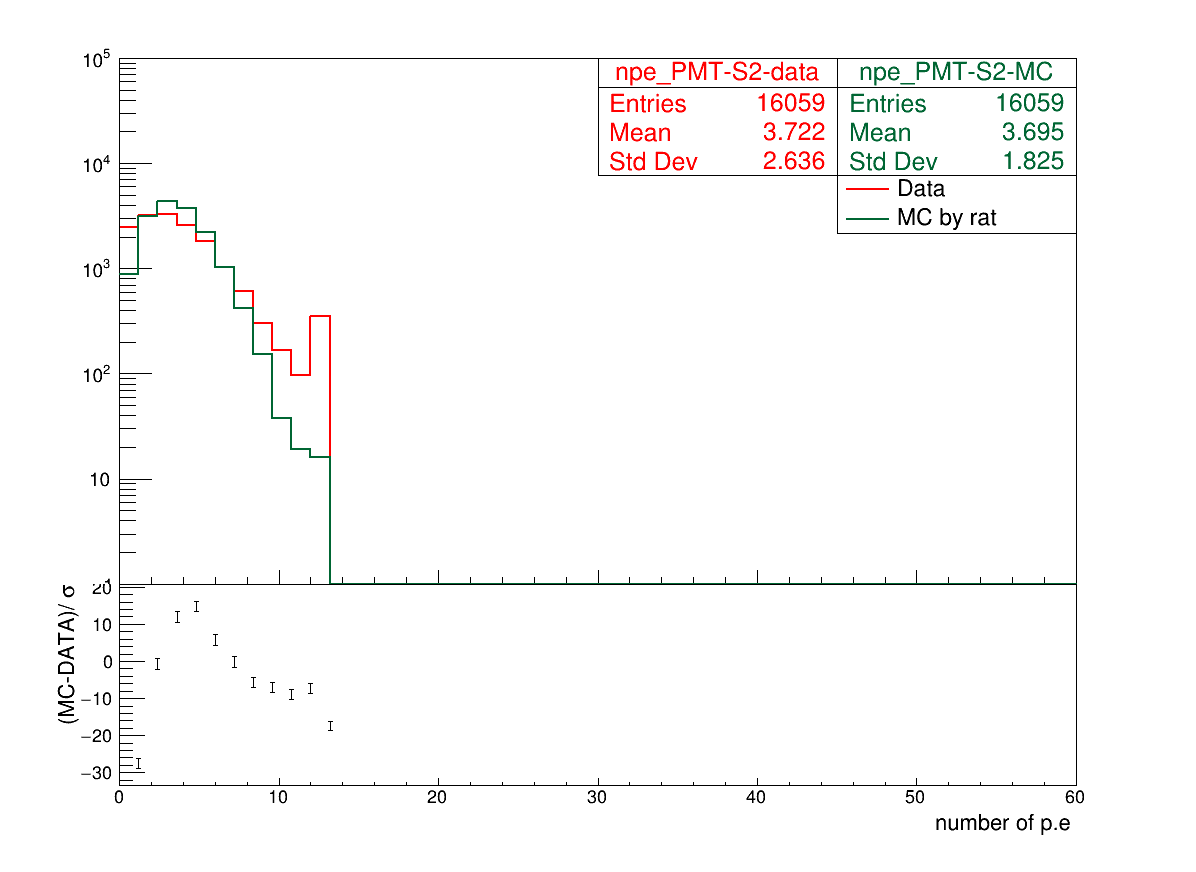 npe_PMT-S2-data
Entries 16059
Mean 3.722
Std Dev 2.636
npe_PMT-S2-MC
Entries 16059
Mean 3.695
Std Dev 1.825
Data
MC by rat
10^5
10^4
10^3
10^2
10
20
10
0
−10
−20
−30
(MC-DATA)/ σ
0 10 20 30 40 50 60
number of p.e